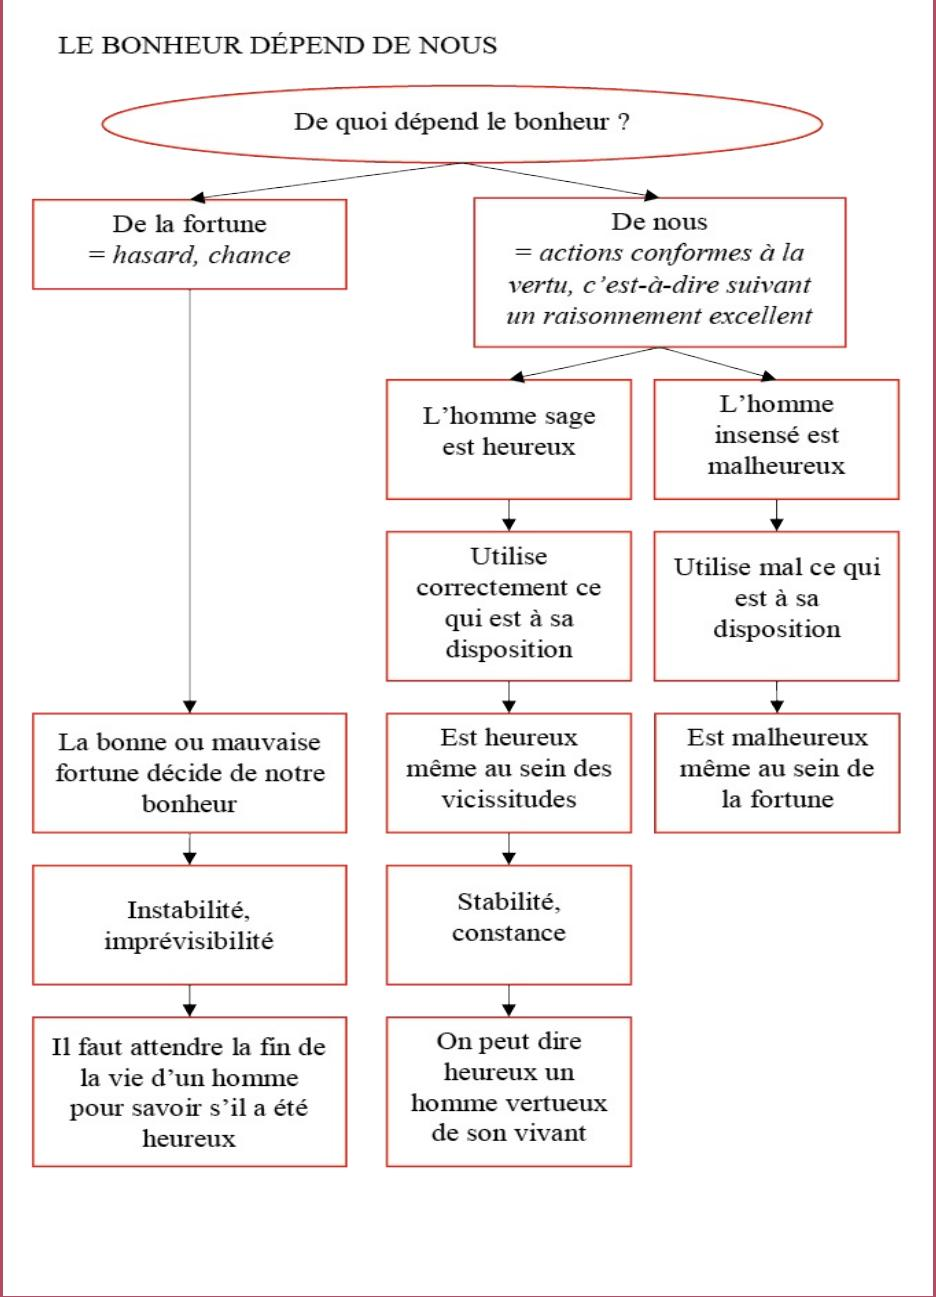 LE BONHEUR DÉPEND DE NOUS
De quoi dépend le bonheur ?
De la fortune
= hasard, chance
De nous
= actions conformes à la
vertu, c’est-à-dire suivant
un raisonnement excellent
L’homme sage
est heureux
L’homme
insensé est
malheureux
Utilise
correctement ce
qui est à sa
disposition
Utilise mal ce qui
est à sa
disposition
La bonne ou mauvaise
fortune décide de notre
bonheur
Est heureux
même au sein des
vicissitudes
Est malheureux
même au sein de
la fortune
Instabilité,
imprévisibilité
Stabilité,
constance
Il faut attendre la fin de
la vie d’un homme
pour savoir s’il a été
heureux
On peut dire
heureux un
homme vertueux
de son vivant